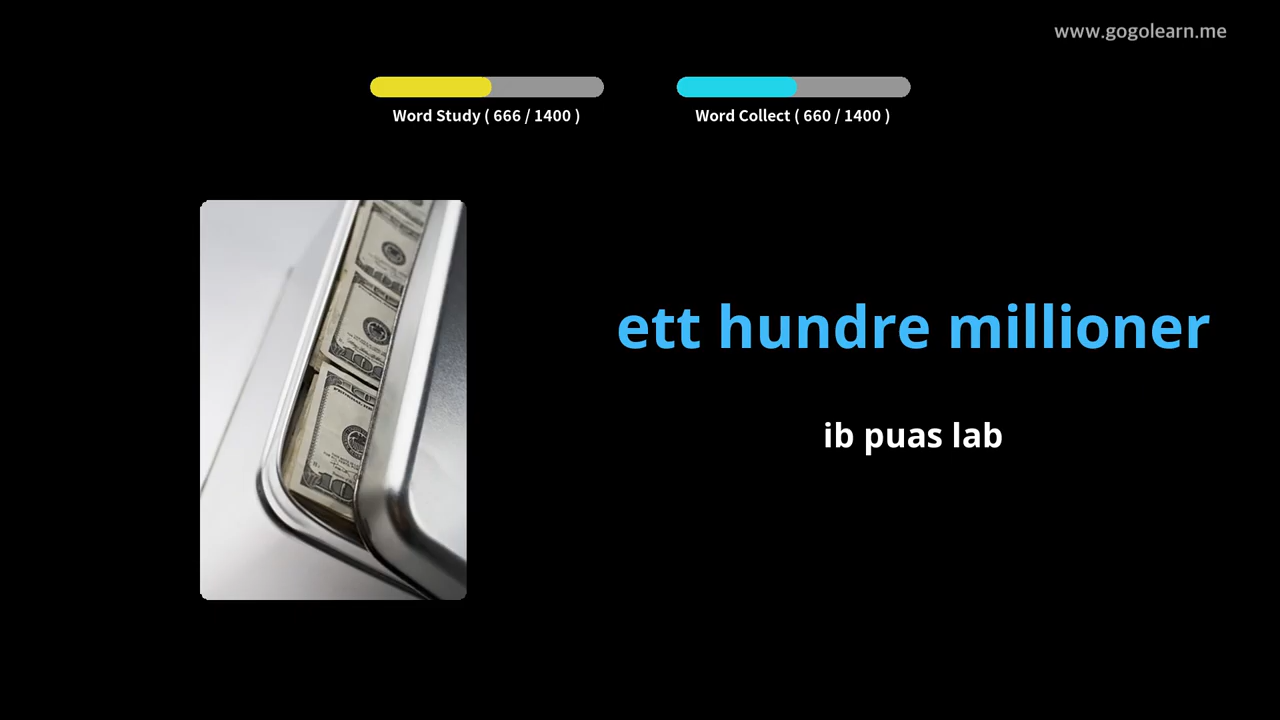 www.gogolearn.me
Word Study ( 666 / 1400 )
Word Collect ( 660 / 1400 )
ett hundre millioner
ib puas lab